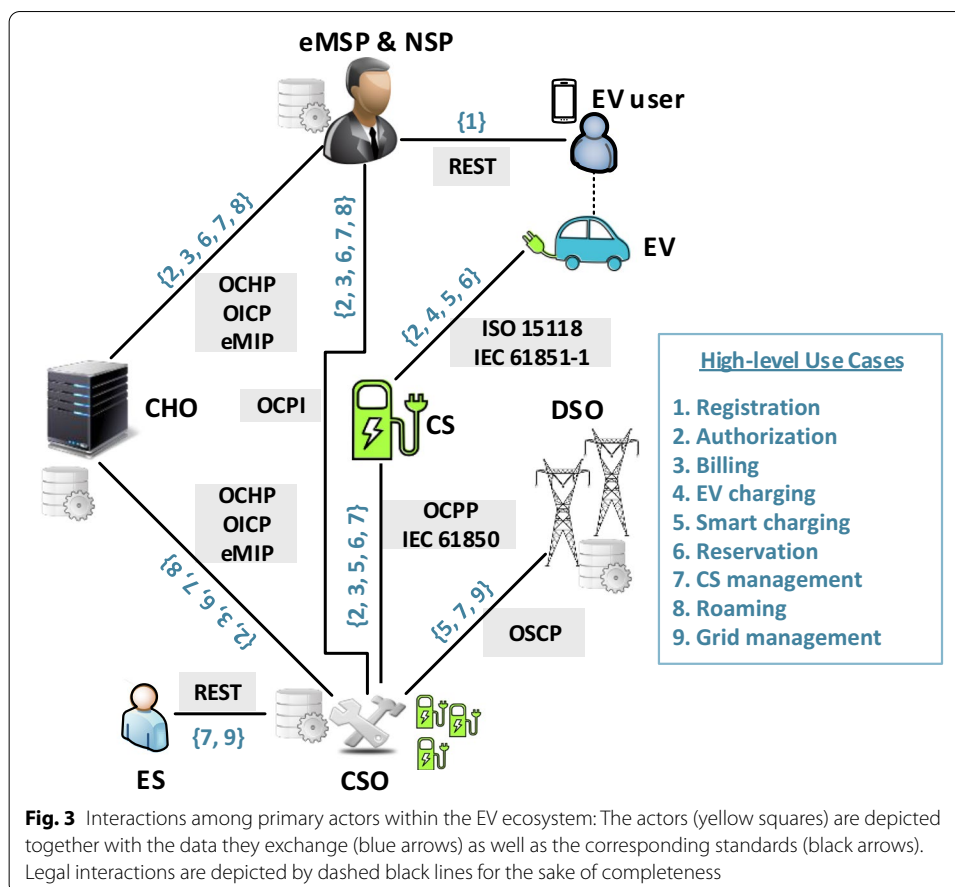 eMSP & NSP
EV user
{1}
REST
{2, 3, 6, 7, 8}
{2, 3, 6, 7, 8}
EV
OCHP
OICP
eMIP
{2, 4, 5, 6}
ISO 15118
IEC 61851-1
High-level Use Cases
1. Registration
2. Authorization
3. Billing
4. EV charging
5. Smart charging
6. Reservation
7. CS management
8. Roaming
9. Grid management
CHO
OCPI
CS
DSO
OCHP
OICP
eMIP
OCPP
IEC 61850
{2, 3, 6, 7, 8}
{2, 3, 5, 6, 7}
{5, 7, 9}
OSCP
REST
{7, 9}
ES
CSO
Fig. 3 Interactions among primary actors within the EV ecosystem: The actors (yellow squares) are depicted
together with the data they exchange (blue arrows) as well as the corresponding standards (black arrows).
Legal interactions are depicted by dashed black lines for the sake of completeness